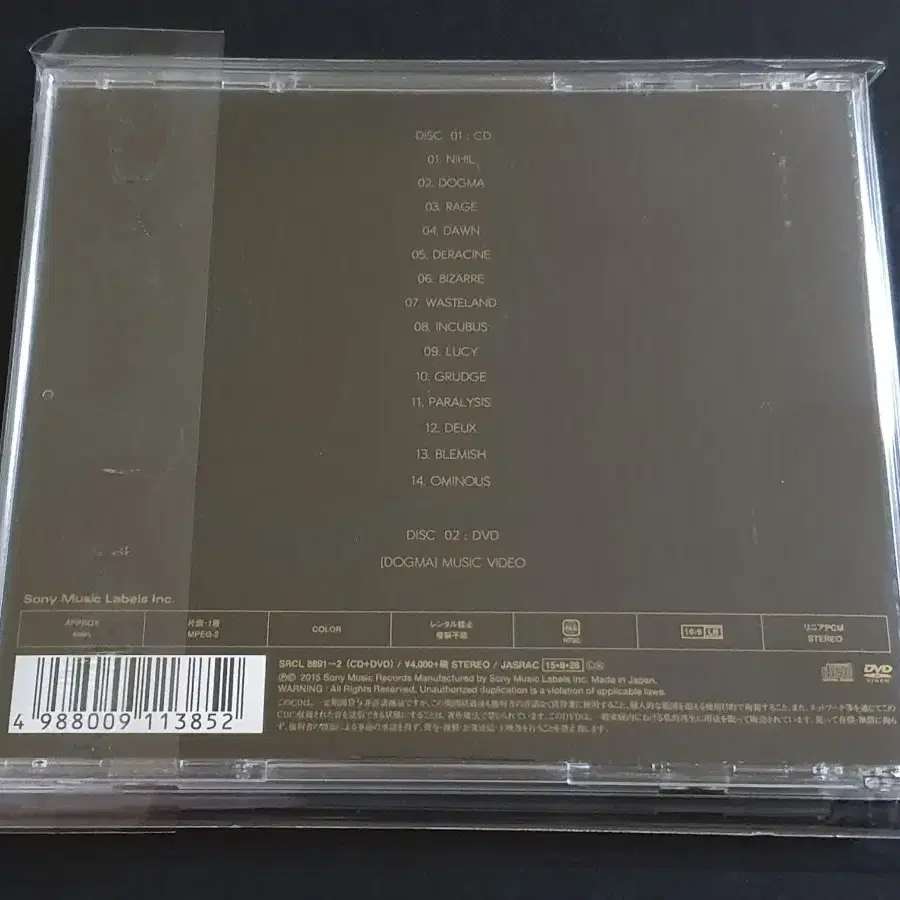 DISC 01 : CD
01. NIHIL
02. DOGMA
03. RAGE
04. DAWN
05. DERACINE
06. BIZARRE
07. WASTELAND
08. INCUBUS
09. LUCY
10. GRUDGE
11. PARALYSIS
12. DEUX
13. BLEMISH
14. OMINOUS
DISC 02 : DVD
[DOGMA] MUSIC VIDEO
Sony Music Labels Inc.
APPROX
片面・1層
MPEG-2
COLOR
レンタル禁止
複製不能
ALL
NTSC
16:9 LB
リニアPCM
STEREO
SRCL 8891~2 (CD+DVD) / ¥4,000+税 STEREO / JASRAC 15・8・26
℗© 2015 Sony Music Records Manufactured by Sony Music Labels Inc. Made in Japan.
WARNING : All Rights Reserved. Unauthorized duplication is a violation of applicable laws.
4 988009 113852
DVD
VIDEO